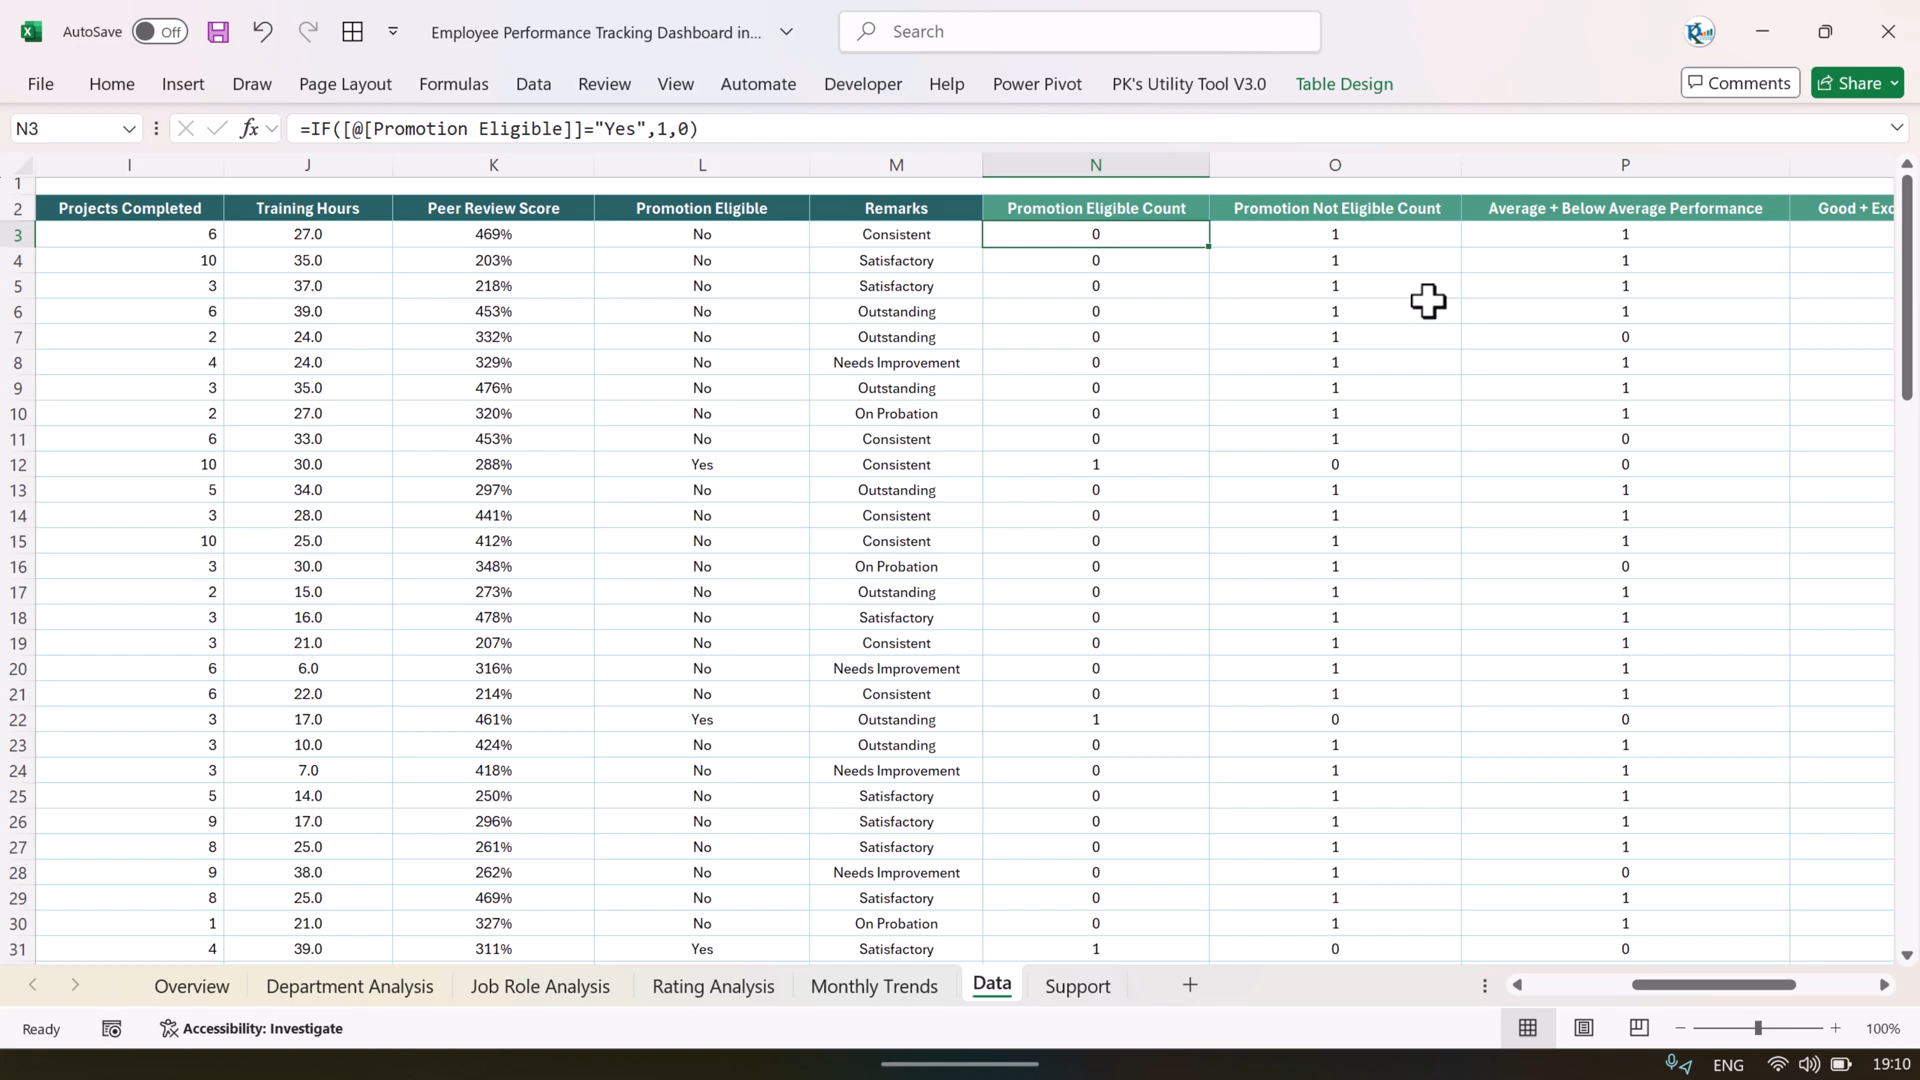 AutoSave Off Employee Performance Tracking Dashboard in... Search
File Home Insert Draw Page Layout Formulas Data Review View Automate Developer Help Power Pivot PK's Utility Tool V3.0 Table Design Comments Share
N3 fx =IF([@[Promotion Eligible]]="Yes",1,0)
I J K L M N O P
1
2 Projects Completed Training Hours Peer Review Score Promotion Eligible Remarks Promotion Eligible Count Promotion Not Eligible Count Average + Below Average Performance Good + Exc
3 6 27.0 469% No Consistent 0 1 1
4 10 35.0 203% No Satisfactory 0 1 1
5 3 37.0 218% No Satisfactory 0 1 1
6 6 39.0 453% No Outstanding 0 1 1
7 2 24.0 332% No Outstanding 0 1 0
8 4 24.0 329% No Needs Improvement 0 1 1
9 3 35.0 476% No Outstanding 0 1 1
10 2 27.0 320% No On Probation 0 1 1
11 6 33.0 453% No Consistent 0 1 0
12 10 30.0 288% Yes Consistent 1 0 0
13 5 34.0 297% No Outstanding 0 1 1
14 3 28.0 441% No Consistent 0 1 1
15 10 25.0 412% No Consistent 0 1 1
16 3 30.0 348% No On Probation 0 1 0
17 2 15.0 273% No Outstanding 0 1 1
18 3 16.0 478% No Satisfactory 0 1 1
19 3 21.0 207% No Consistent 0 1 1
20 6 6.0 316% No Needs Improvement 0 1 1
21 6 22.0 214% No Consistent 0 1 1
22 3 17.0 461% Yes Outstanding 1 0 0
23 3 10.0 424% No Outstanding 0 1 1
24 3 7.0 418% No Needs Improvement 0 1 1
25 5 14.0 250% No Satisfactory 0 1 1
26 9 17.0 296% No Satisfactory 0 1 1
27 8 25.0 261% No Satisfactory 0 1 1
28 9 38.0 262% No Needs Improvement 0 1 0
29 8 25.0 469% No Satisfactory 0 1 1
30 1 21.0 327% No On Probation 0 1 1
31 4 39.0 311% Yes Satisfactory 1 0 0
Overview Department Analysis Job Role Analysis Rating Analysis Monthly Trends Data Support
Ready Accessibility: Investigate 100%
ENG 19:10